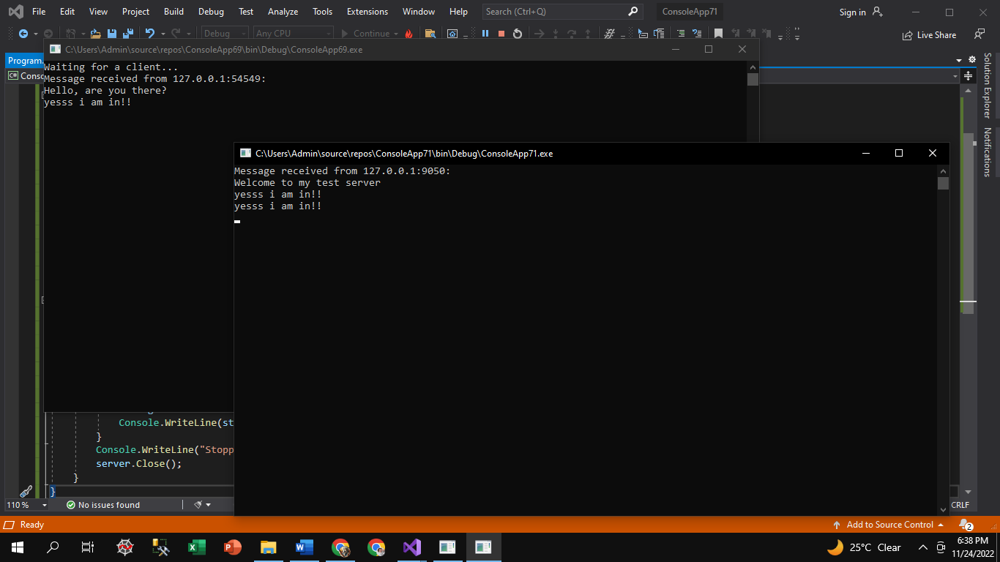 File Edit View Project Build Debug Test Analyze Tools Extensions Window Help Search (Ctrl+Q) ConsoleApp71 Sign in
Debug Any CPU Continue Live Share
C:\Users\Admin\source\repos\ConsoleApp69\bin\Debug\ConsoleApp69.exe
Program.
C# Conso
Waiting for a client...
Message received from 127.0.0.1:54549:
Hello, are you there?
yesss i am in!!
C:\Users\Admin\source\repos\ConsoleApp71\bin\Debug\ConsoleApp71.exe
Message received from 127.0.0.1:9050:
Welcome to my test server
yesss i am in!!
yesss i am in!!
Solution Explorer
Notifications
Console.WriteLine(st
}
Console.WriteLine("Stopp
server.Close();
}
}
110 % No issues found CRLF
Ready Add to Source Control 2
25°C Clear 6:38 PM
11/24/2022